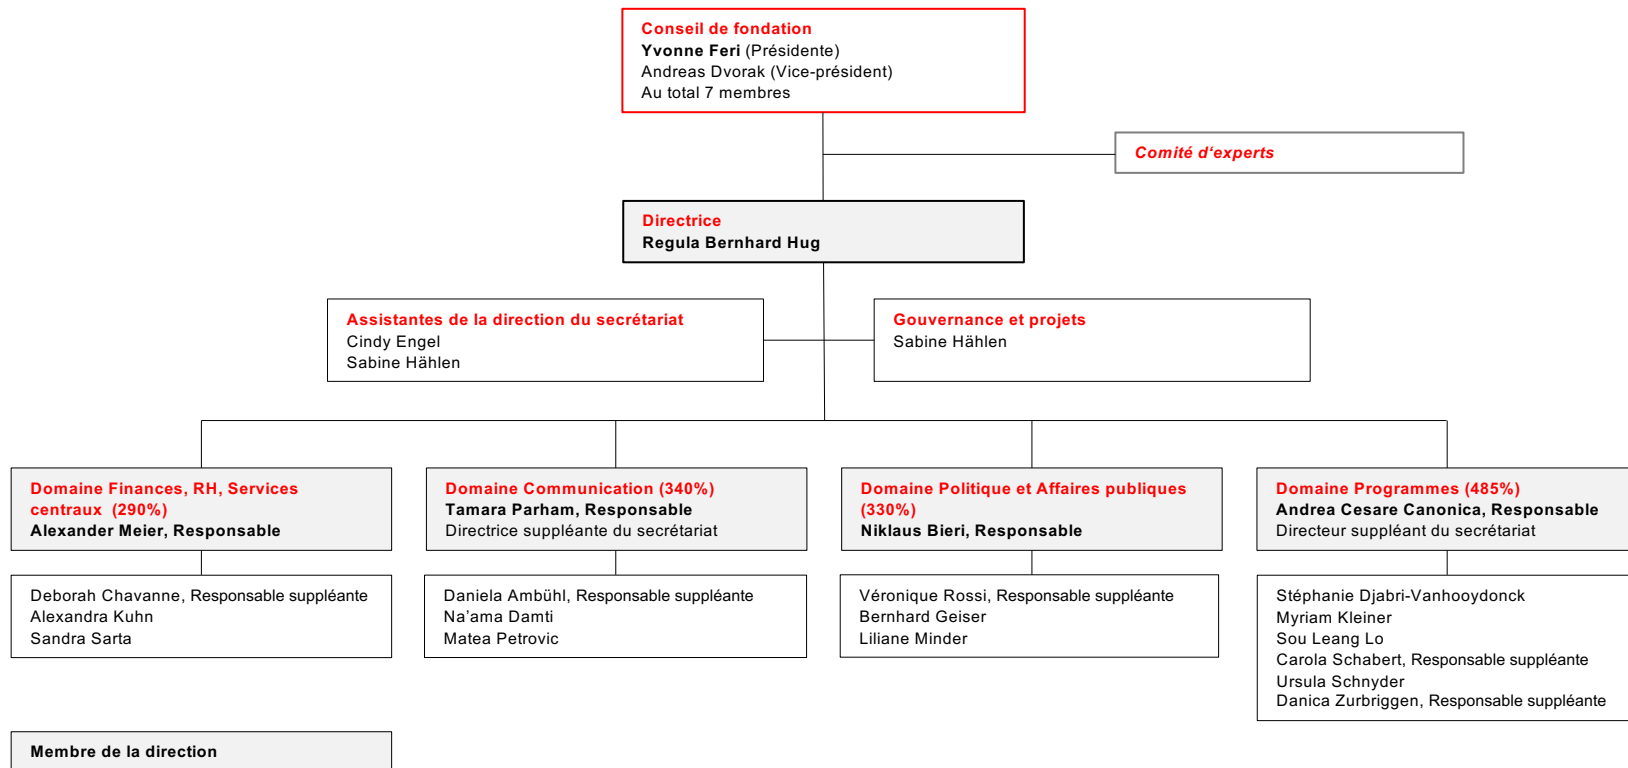 Conseil de fondation
Yvonne Feri (Présidente)
Andreas Dvorak (Vice-président)
Au total 7 membres
Comité d‘experts
Directrice
Regula Bernhard Hug
Assistantes de la direction du secrétariat
Cindy Engel
Sabine Hählen
Gouvernance et projets
Sabine Hählen
Domaine Finances, RH, Services
centraux (290%)
Alexander Meier, Responsable
Domaine Communication (340%)
Tamara Parham, Responsable
Directrice suppléante du secrétariat
Domaine Politique et Affaires publiques
(330%)
Niklaus Bieri, Responsable
Domaine Programmes (485%)
Andrea Cesare Canonica, Responsable
Directeur suppléant du secrétariat
Deborah Chavanne, Responsable suppléante
Alexandra Kuhn
Sandra Sarta
Daniela Ambühl, Responsable suppléante
Na’ama Damti
Matea Petrovic
Véronique Rossi, Responsable suppléante
Bernhard Geiser
Liliane Minder
Stéphanie Djabri-Vanhooydonck
Myriam Kleiner
Sou Leang Lo
Carola Schabert, Responsable suppléante
Ursula Schnyder
Danica Zurbriggen, Responsable suppléante
Membre de la direction